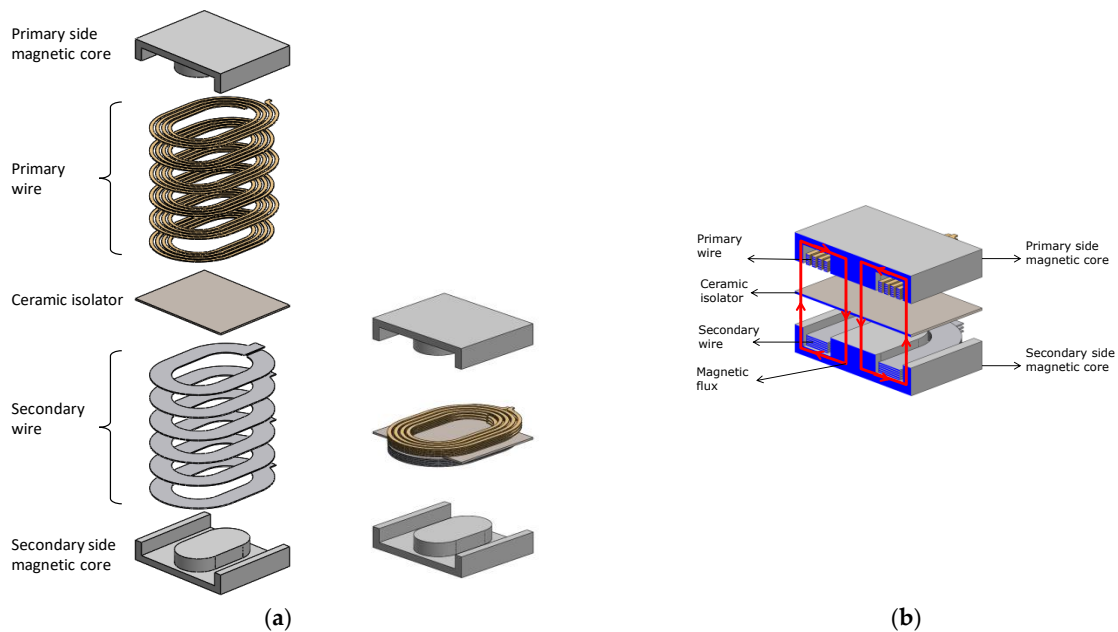 Primary side
magnetic core
Primary
wire
Ceramic isolator
Secondary
wire
Secondary side
magnetic core
(a)
Primary
wire
Ceramic
isolator
Secondary
wire
Magnetic
flux
Primary side
magnetic core
Secondary side
magnetic core
(b)